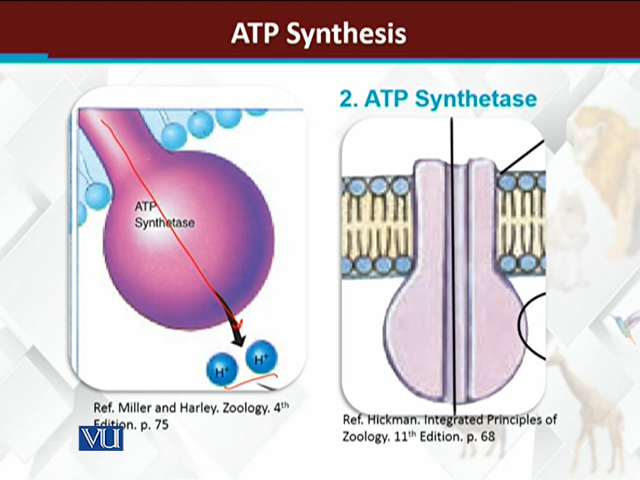 ATP Synthesis
2. ATP Synthetase
ATP
Synthetase
H⁺
H⁺
Ref. Miller and Harley. Zoology. 4ᵗʰ
Edition. p. 75
Ref. Hickman. Integrated Principles of
Zoology. 11ᵗʰ Edition. p. 68
VU